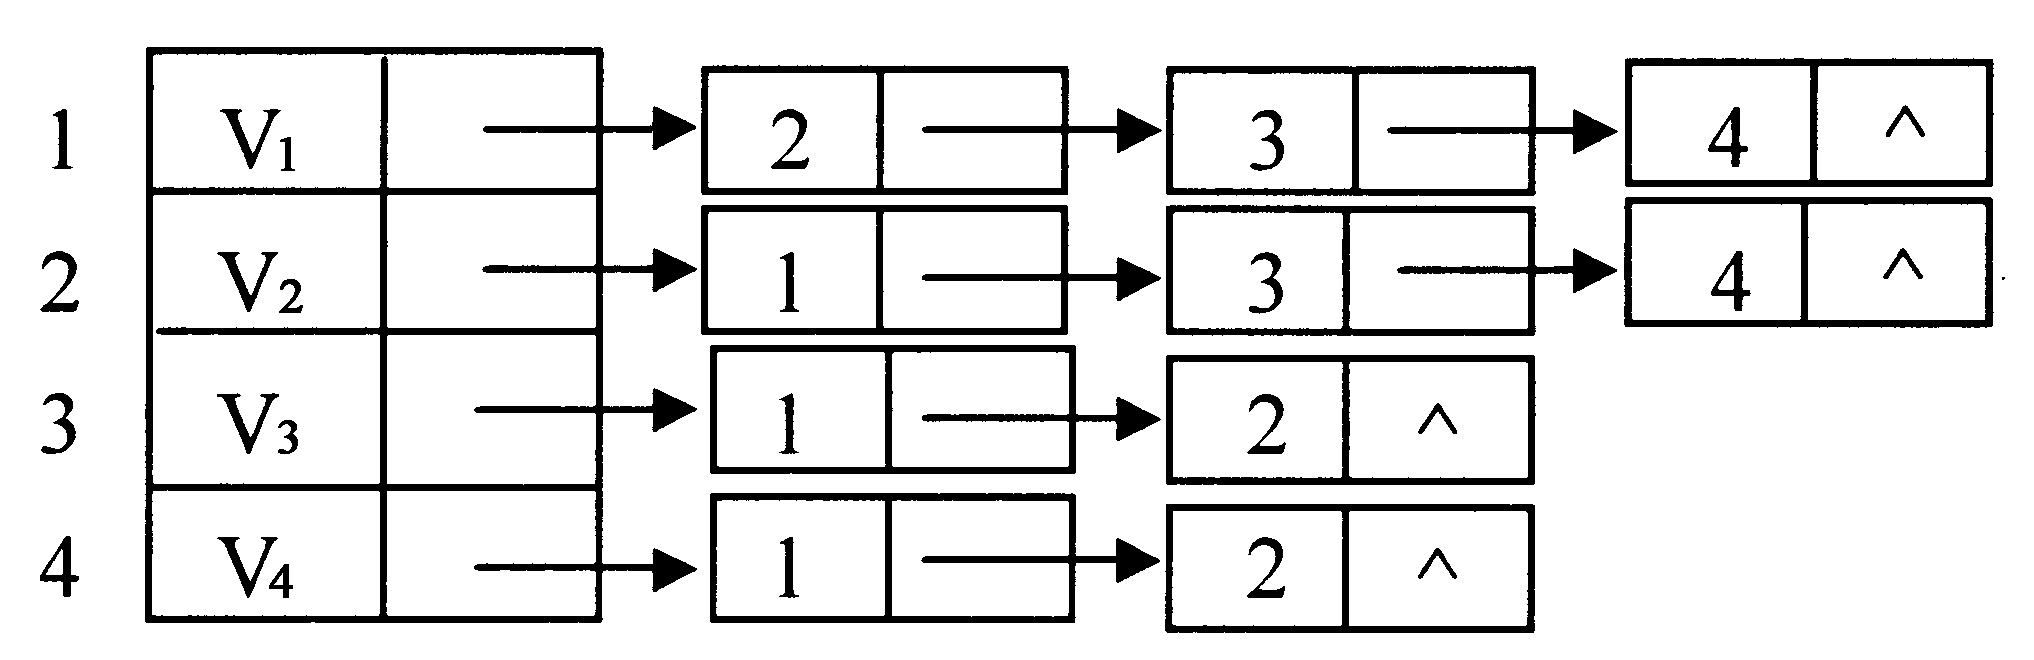 1 V₁ 2 3 4 ^
2 V₂ 1 3 4 ^
3 V₃ 1 2 ^
4 V₄ 1 2 ^